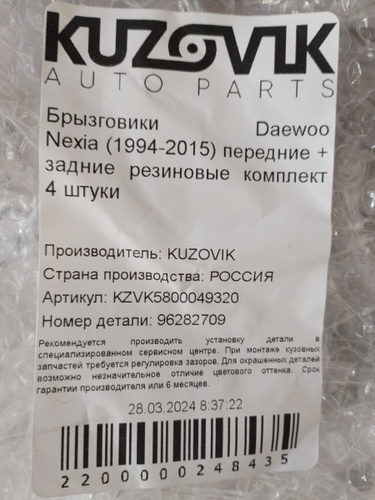 KUZOVIK
AUTO PARTS
Брызговики Daewoo
Nexia (1994-2015) передние +
задние резиновые комплект
4 штуки
Производитель: KUZOVIK
Страна производства: РОССИЯ
Артикул: KZVK5800049320
Номер детали: 96282709
Рекомендуется производить установку детали в
специализированном сервисном центре. При монтаже кузовных
запчастей требуется регулировка зазоров. Для окрашенных деталей
возможно незначительное отличие цветового оттенка. Срок
гарантии производителя или 6 месяцев.
28.03.2024 8:37:22
2200000248435